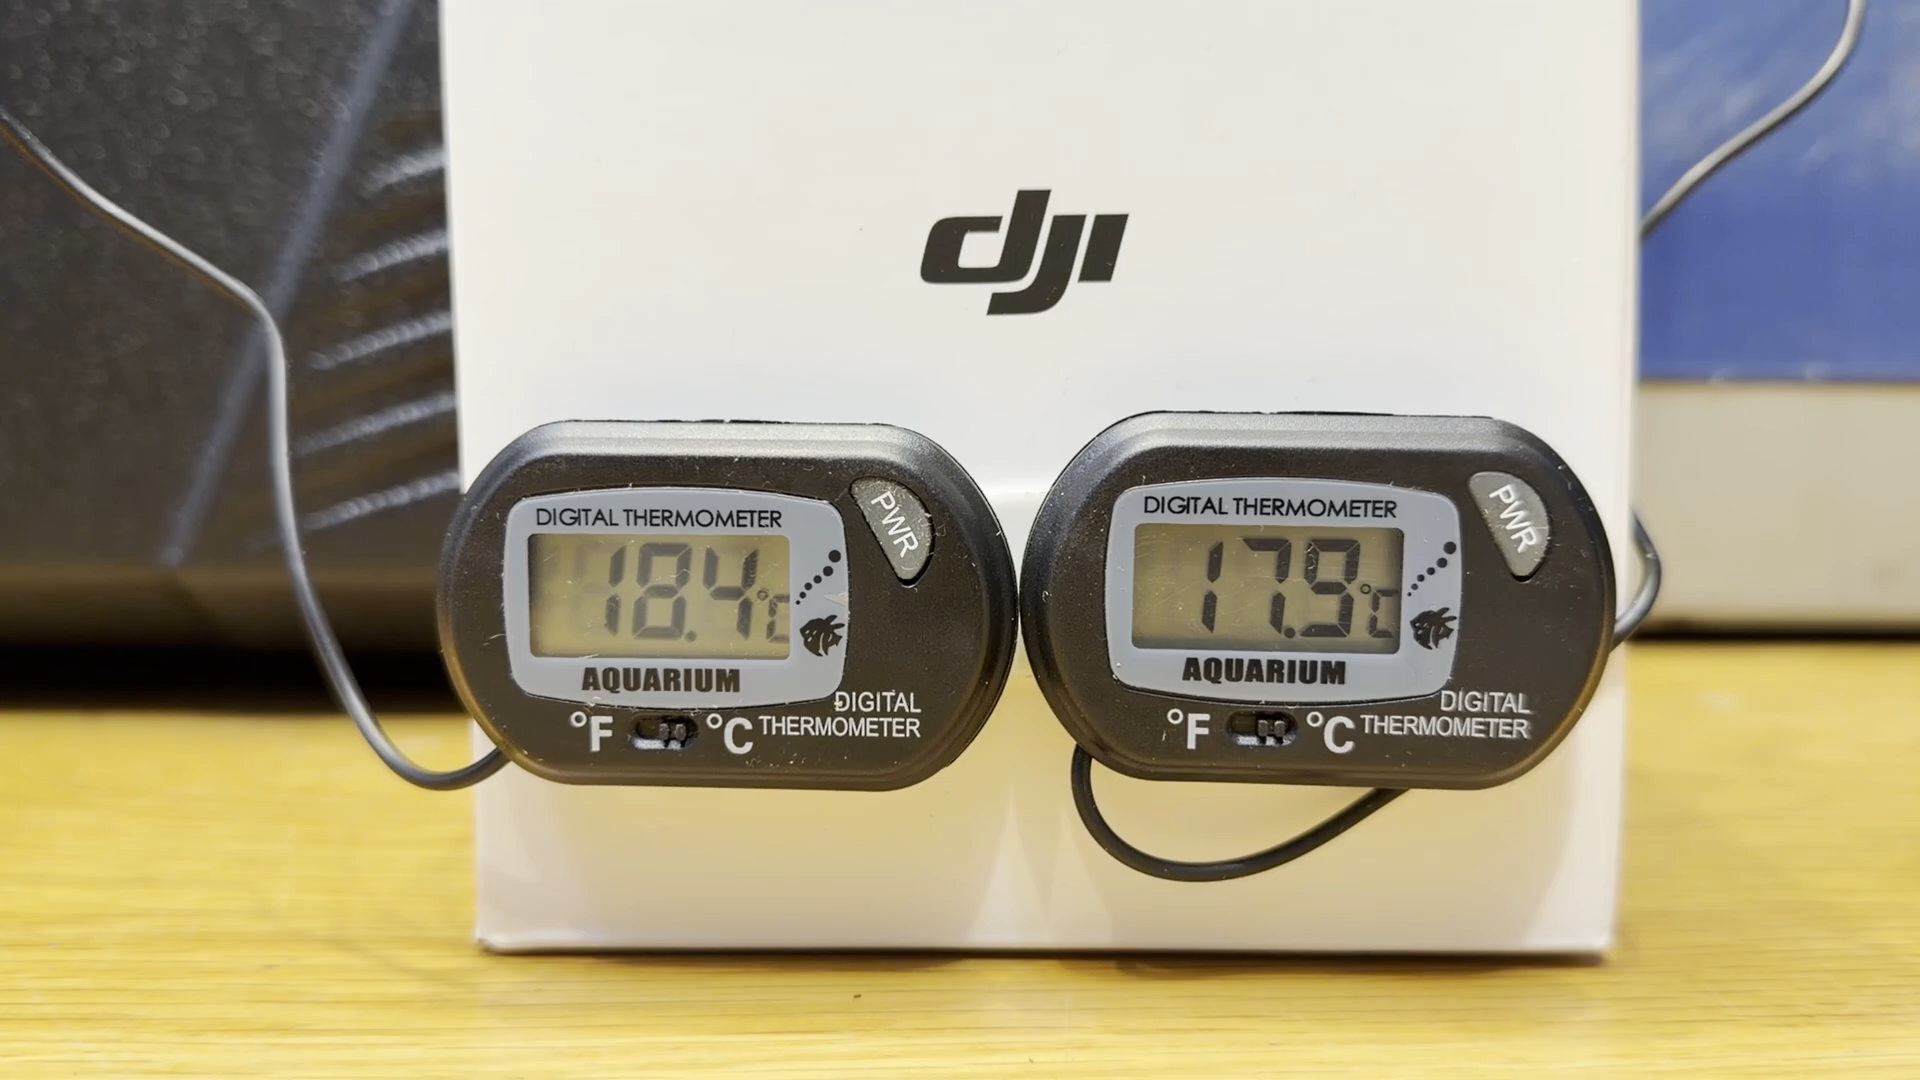 dji
DIGITAL THERMOMETER
PWR
18.4°C
AQUARIUM
°F °C
DIGITAL
THERMOMETER
DIGITAL THERMOMETER
PWR
17.9°C
AQUARIUM
°F °C
DIGITAL
THERMOMETER